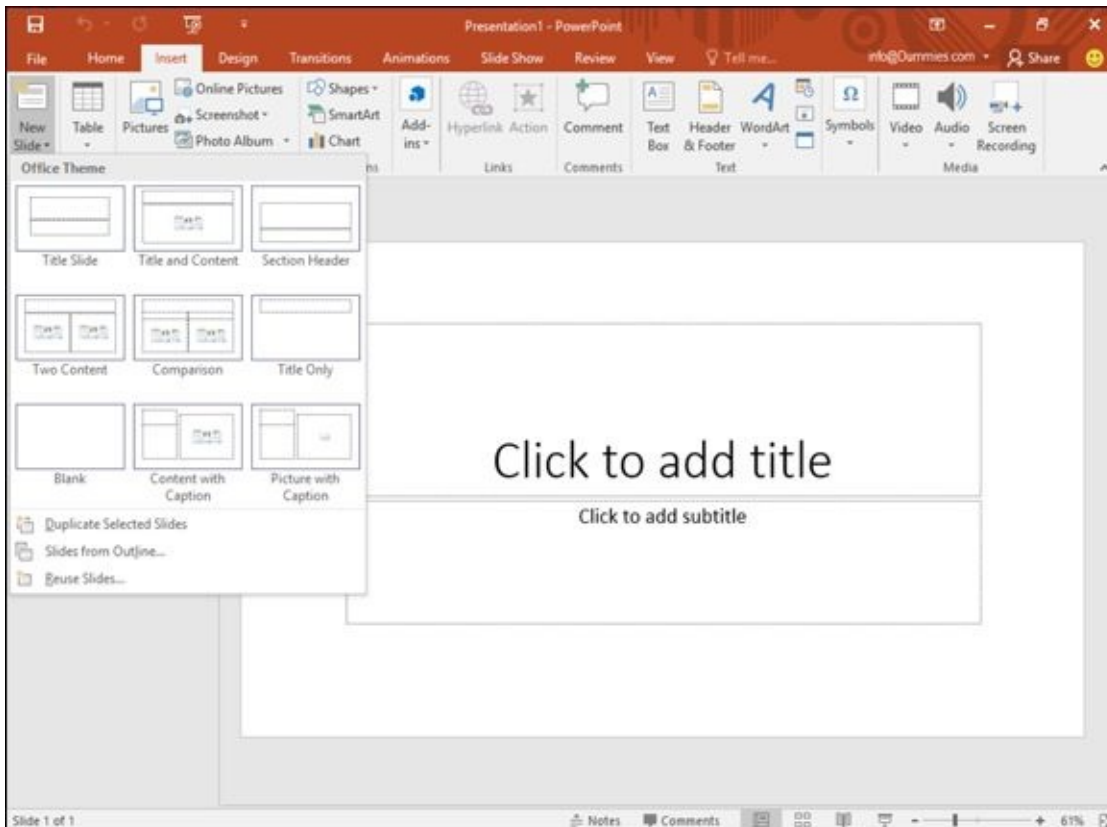 Presentation1 - PowerPoint
File Home Insert Design Transitions Animations Slide Show Review View Tell me... info@Dummies.com Share
New Slide Table Pictures Online Pictures Screenshot Photo Album Shapes SmartArt Chart Add-ins Hyperlink Action Comment Text Box Header & Footer WordArt Symbols Video Audio Screen Recording
Links Comments Text Media
Office Theme
Title Slide Title and Content Section Header
Two Content Comparison Title Only
Blank Content with Caption Picture with Caption
Duplicate Selected Slides
Slides from Outline...
Reuse Slides...
Click to add title
Click to add subtitle
Slide 1 of 1 Notes Comments 61%